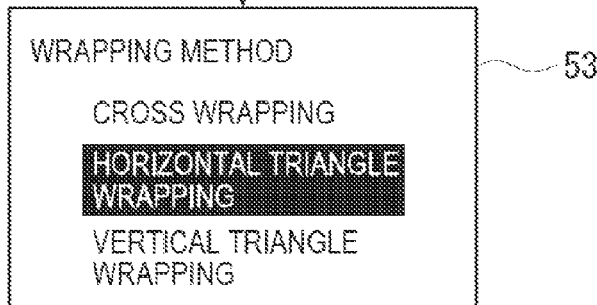 WRAPPING METHOD
53
CROSS WRAPPING
HORIZONTAL TRIANGLE
WRAPPING
VERTICAL TRIANGLE
WRAPPING